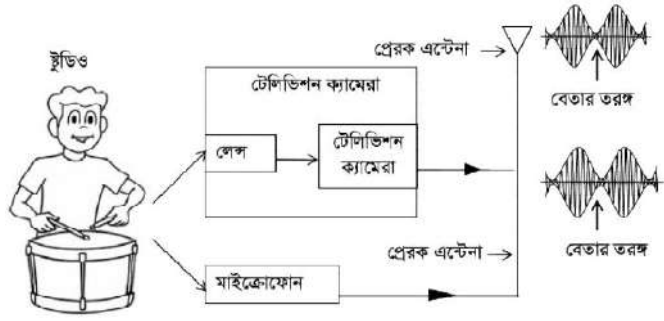 ষ্টুডিও
টেলিভিশন ক্যামেরা
লেন্স
টেলিভিশন
ক্যামেরা
মাইক্রোফোন
প্রেরক এন্টেনা
প্রেরক এন্টেনা
বেতার তরঙ্গ
বেতার তরঙ্গ